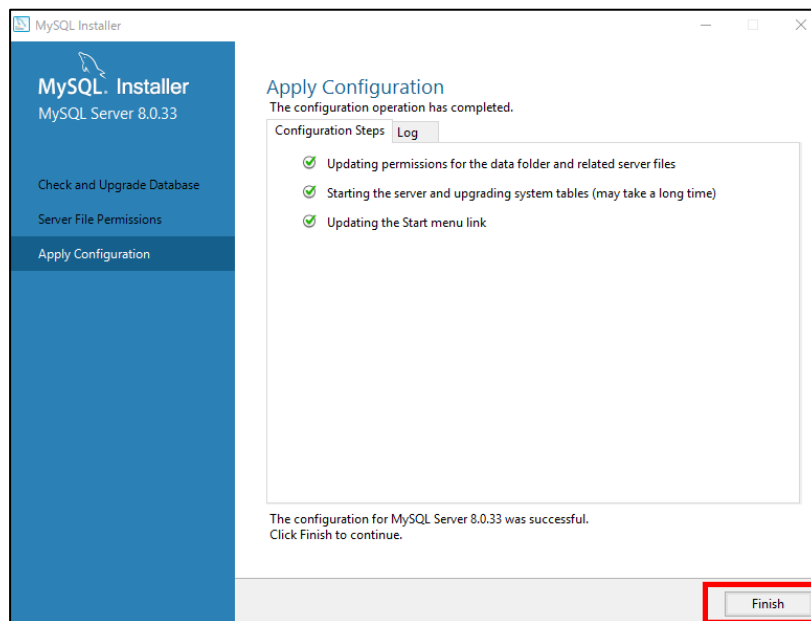 MySQL Installer
MySQL. Installer
MySQL Server 8.0.33
Check and Upgrade Database
Server File Permissions
Apply Configuration
Apply Configuration
The configuration operation has completed.
Configuration Steps Log
Updating permissions for the data folder and related server files
Starting the server and upgrading system tables (may take a long time)
Updating the Start menu link
The configuration for MySQL Server 8.0.33 was successful.
Click Finish to continue.
Finish